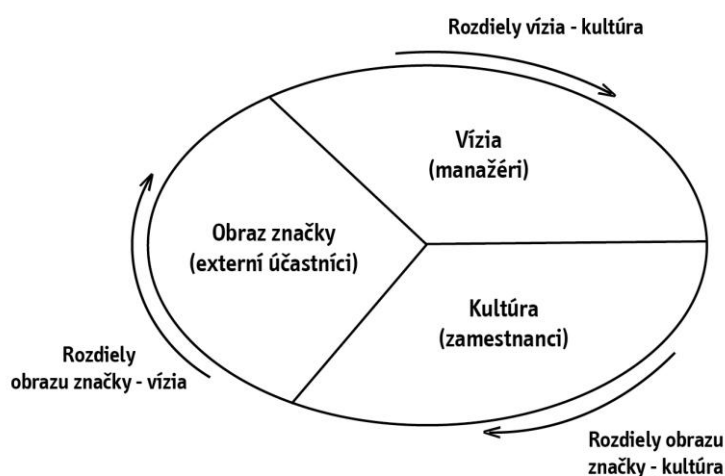 Rozdiely vízia - kultúra
Vízia
(manažéri)
Obraz značky
(externí účastníci)
Kultúra
(zamestnanci)
Rozdiely
obrazu značky - vízia
Rozdiely obrazu
značky - kultúra